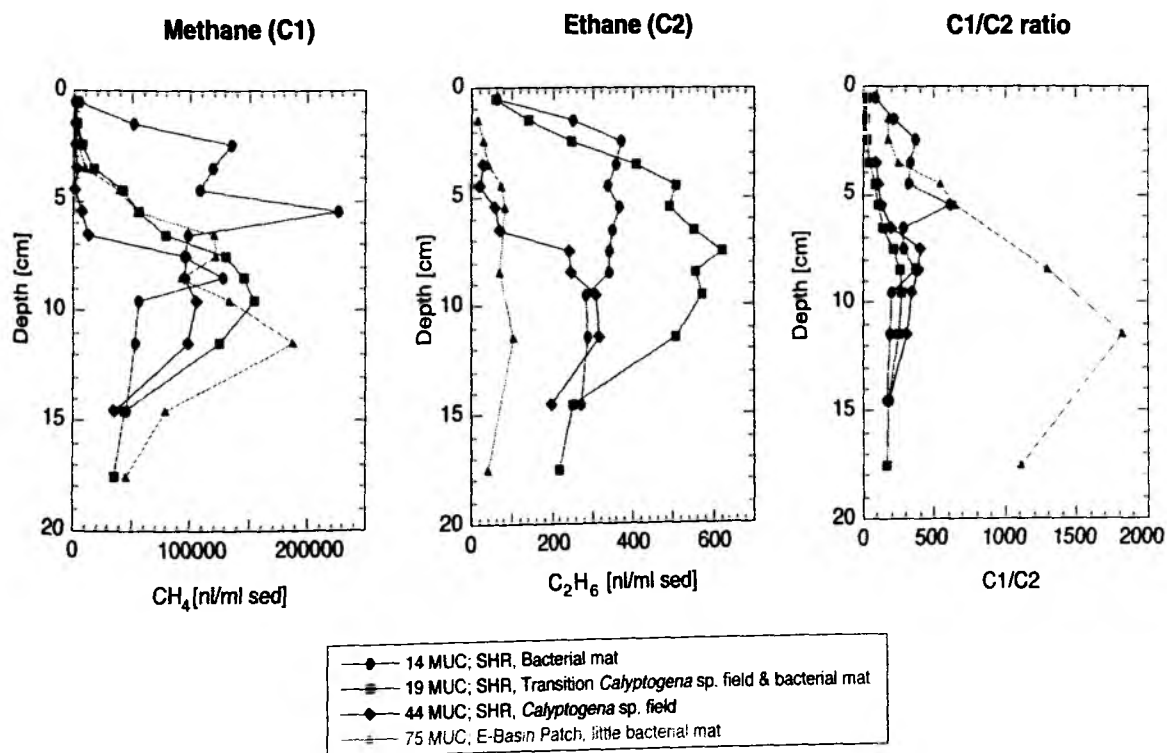 Methane (C1)
Ethane (C2)
C1/C2 ratio
0
5
10
15
20
Depth [cm]
0
100000
200000
CH4 [nl/ml sed]
0
5
10
15
20
Depth [cm]
0
200
400
600
C2H6 [nl/ml sed]
0
5
10
15
20
Depth [cm]
0
500
1000
1500
2000
C1/C2
14 MUC; SHR, Bacterial mat
19 MUC; SHR, Transition Calyptogena sp. field & bacterial mat
44 MUC; SHR, Calyptogena sp. field
75 MUC; E-Basin Patch, little bacterial mat